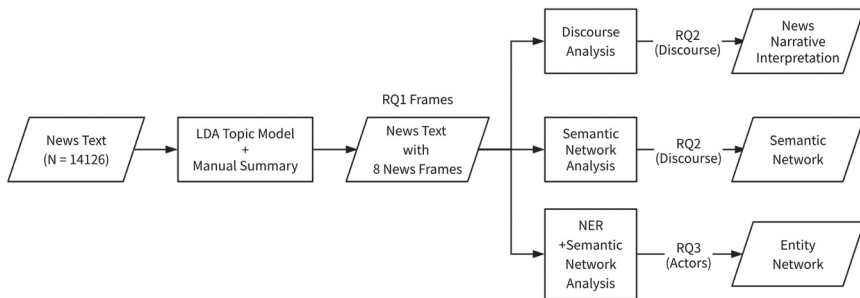 News Text
(N = 14126)
LDA Topic Model
+
Manual Summary
RQ1 Frames
News Text
with
8 News Frames
Discourse
Analysis
RQ2
(Discourse)
News
Narrative
Interpretation
Semantic
Network
Analysis
RQ2
(Discourse)
Semantic
Network
NER
+Semantic
Network
Analysis
RQ3
(Actors)
Entity
Network